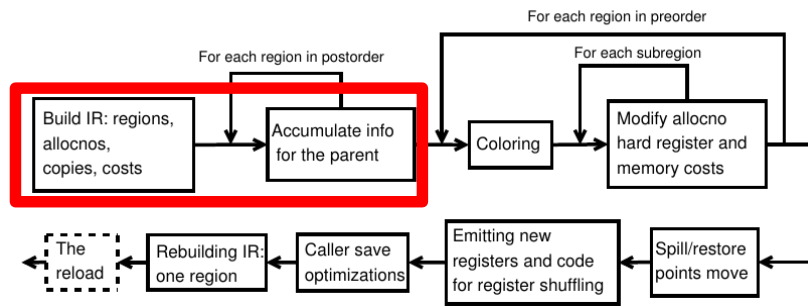 For each region in preorder
For each region in postorder
For each subregion
Build IR: regions,
allocnos,
copies, costs
Accumulate info
for the parent
Coloring
Modify allocno
hard register and
memory costs
The
reload
Rebuilding IR:
one region
Caller save
optimizations
Emitting new
registers and code
for register shuffling
Spill/restore
points move